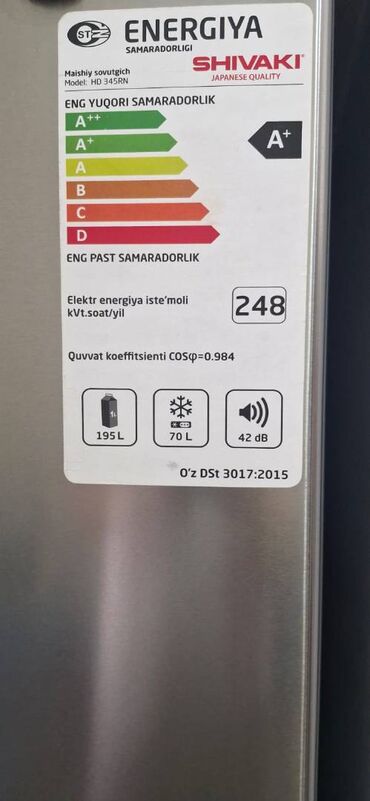 ST
ENERGIYA
SAMARADORLIGI
SHIVAKI
JAPANESE QUALITY
Maishiy sovutgich
Model: HD 345RN
ENG YUQORI SAMARADORLIK
A++
A+
A+
A
B
C
D
ENG PAST SAMARADORLIK
Elektr energiya iste'moli
kVt.soat/yil
248
Quvvat koeffitsienti COSφ=0.984
195 L
70 L
42 dB
O'z DSt 3017:2015